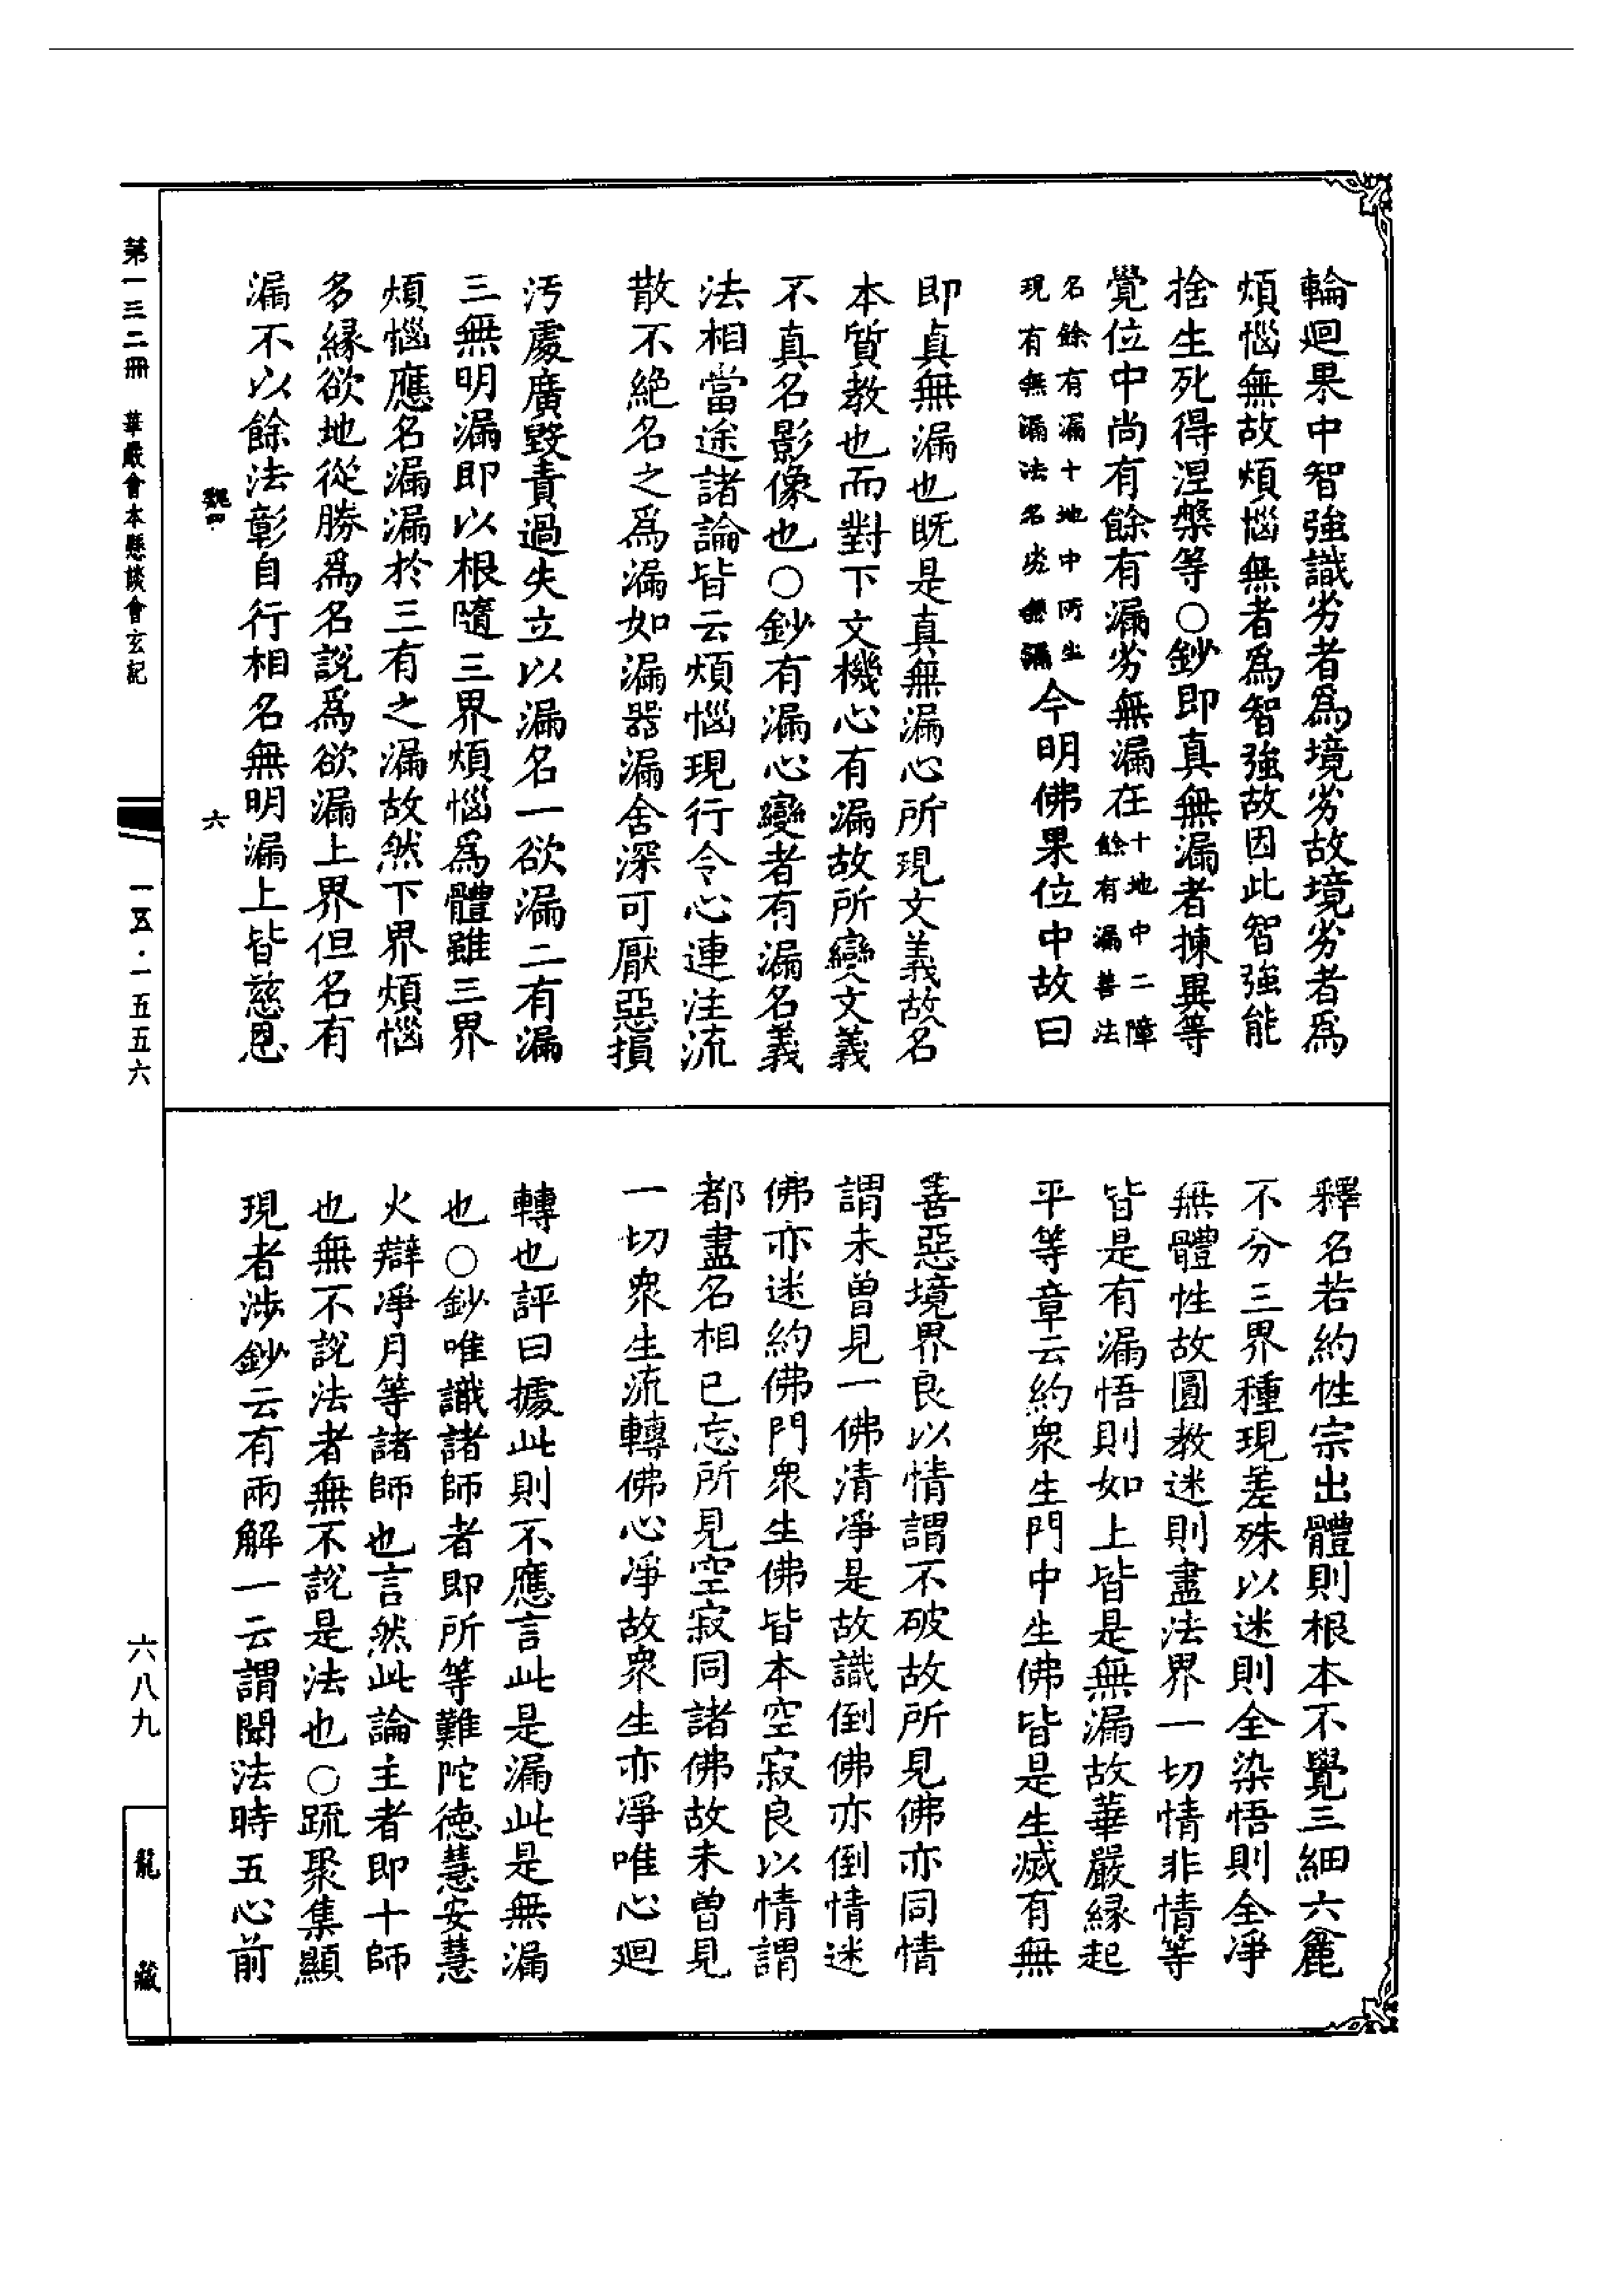 輪迴果中智強識劣者爲境劣故境劣者爲
煩惱無故煩惱無者爲智強故因此智強能
捨生死得涅槃等○鈔即真無漏者揀異等
覺位中尚有餘有漏劣無漏在十地中二障餘有漏善法
名餘有漏十地中所生現有無漏法名劣無漏今明佛果位中故曰
即真無漏也既是真無漏心所現文義故名
本質教也而對下文機心有漏故所變文義
不真名影像也○鈔有漏心變者有漏名義
法相當途諸論皆云煩惱現行令心連注流
散不絕名之爲漏如漏器漏舍深可厭惡損
汚處廣毀責過失立以漏名一欲漏二有漏
三無明漏即以根隨三界煩惱爲體雖三界
煩惱應名漏漏於三有之漏故然下界煩惱
多緣欲地從勝爲名說爲欲漏上界但名有
漏不以餘法彰自行相名無明漏上皆慈恩
釋名若約性宗出體則根本不覺三細六麁
不分三界種現差殊以迷則全染悟則全淨
無體性故圓教迷則盡法界一切情非情等
皆是有漏悟則如上皆是無漏故華嚴緣起
平等章云約衆生門中生佛皆是生滅有無
善惡境界良以情謂不破故所見佛亦同情
謂未曾見一佛清淨是故識倒佛亦倒情迷
佛亦迷約佛門衆生佛皆本空寂良以情謂
都盡名相已忘所見空寂同諸佛故未曾見
一切衆生流轉佛心淨故衆生亦淨唯心迴
轉也評曰據此則不應言此是漏此是無漏
也○鈔唯識諸師者即所等難陀德慧安慧
火辯淨月等諸師也言然此論主者即十師
也無不說法者無不說是法也○疏聚集顯
現者涉鈔云有兩解一云謂聞法時五心前
魏四
六
第一三二冊 華嚴會本懸談會玄記
一五·一五五六
六八九
龍藏